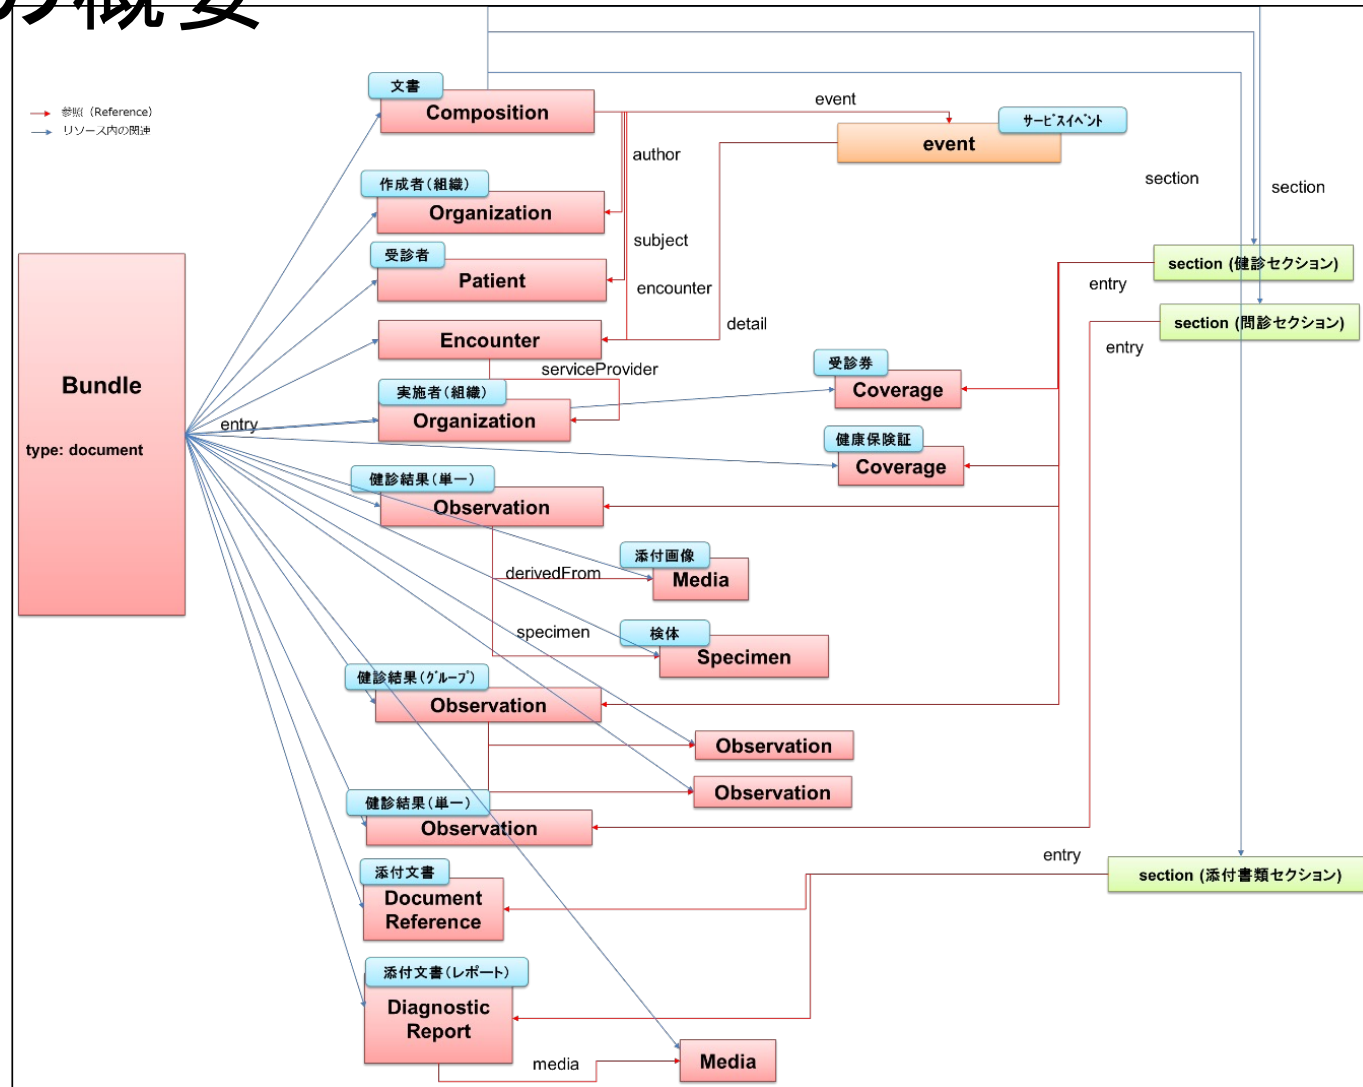 の概要
参照（Reference）
リソース内の関連
文書
Composition
event
サービスイベント
event
author
作成者（組織）
Organization
section
section
受診者
Patient
subject
encounter
section (健診セクション)
entry
Encounter
detail
section (問診セクション)
entry
serviceProvider
Bundle
type: document
entry
実施者（組織）
Organization
受診券
Coverage
健康保険証
Coverage
健診結果（単一）
Observation
derivedFrom
添付画像
Media
specimen
検体
Specimen
健診結果（グループ）
Observation
Observation
Observation
健診結果（単一）
Observation
entry
section (添付書類セクション)
添付文書
Document
Reference
添付文書（レポート）
Diagnostic
Report
media
Media